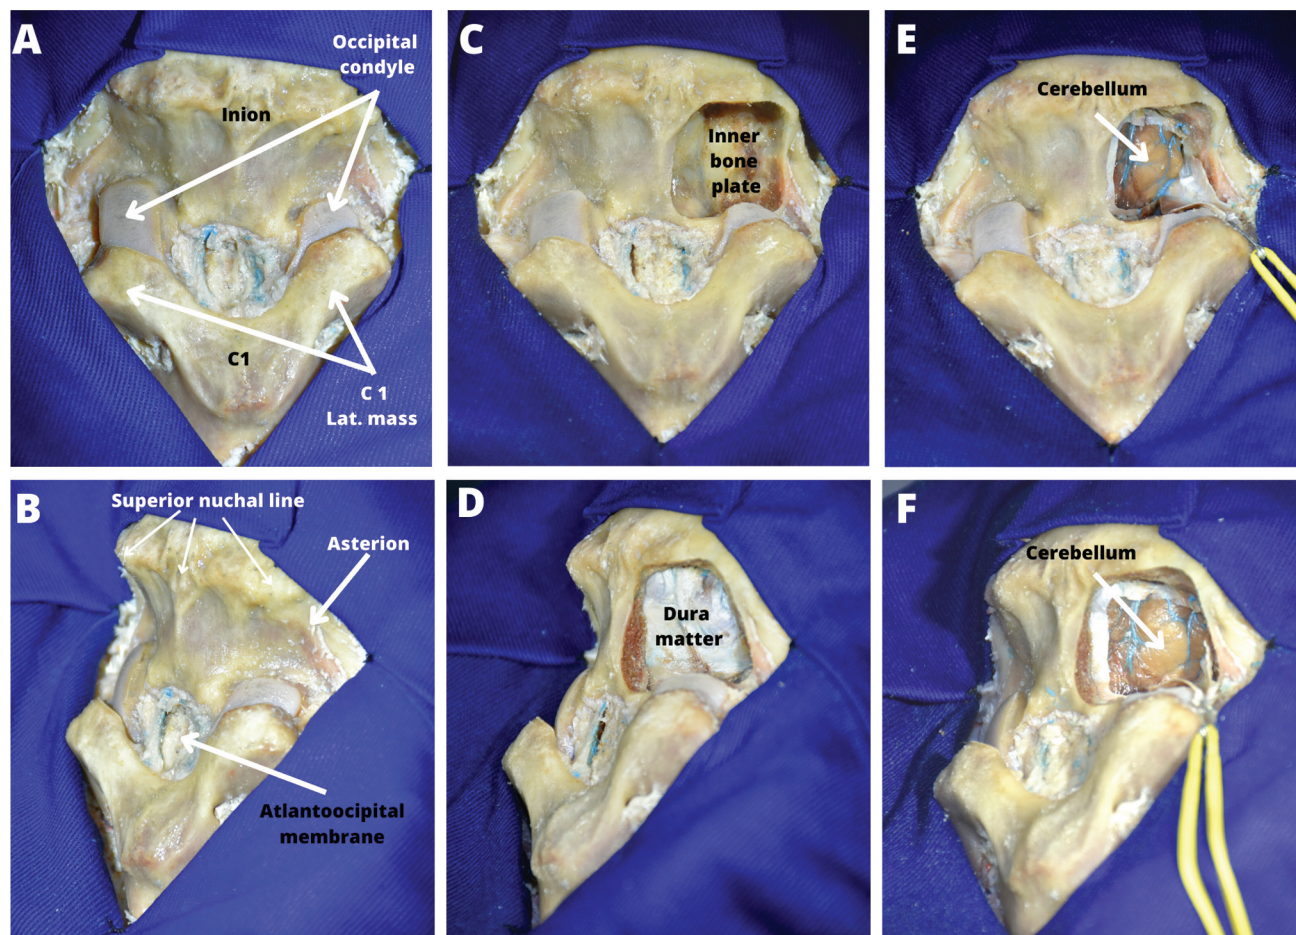 A
Occipital
condyle
Inion
C1
C 1
Lat. mass
C
Inner
bone
plate
E
Cerebellum
B
Superior nuchal line
Asterion
Atlantoocipital
membrane
D
Dura
matter
F
Cerebellum